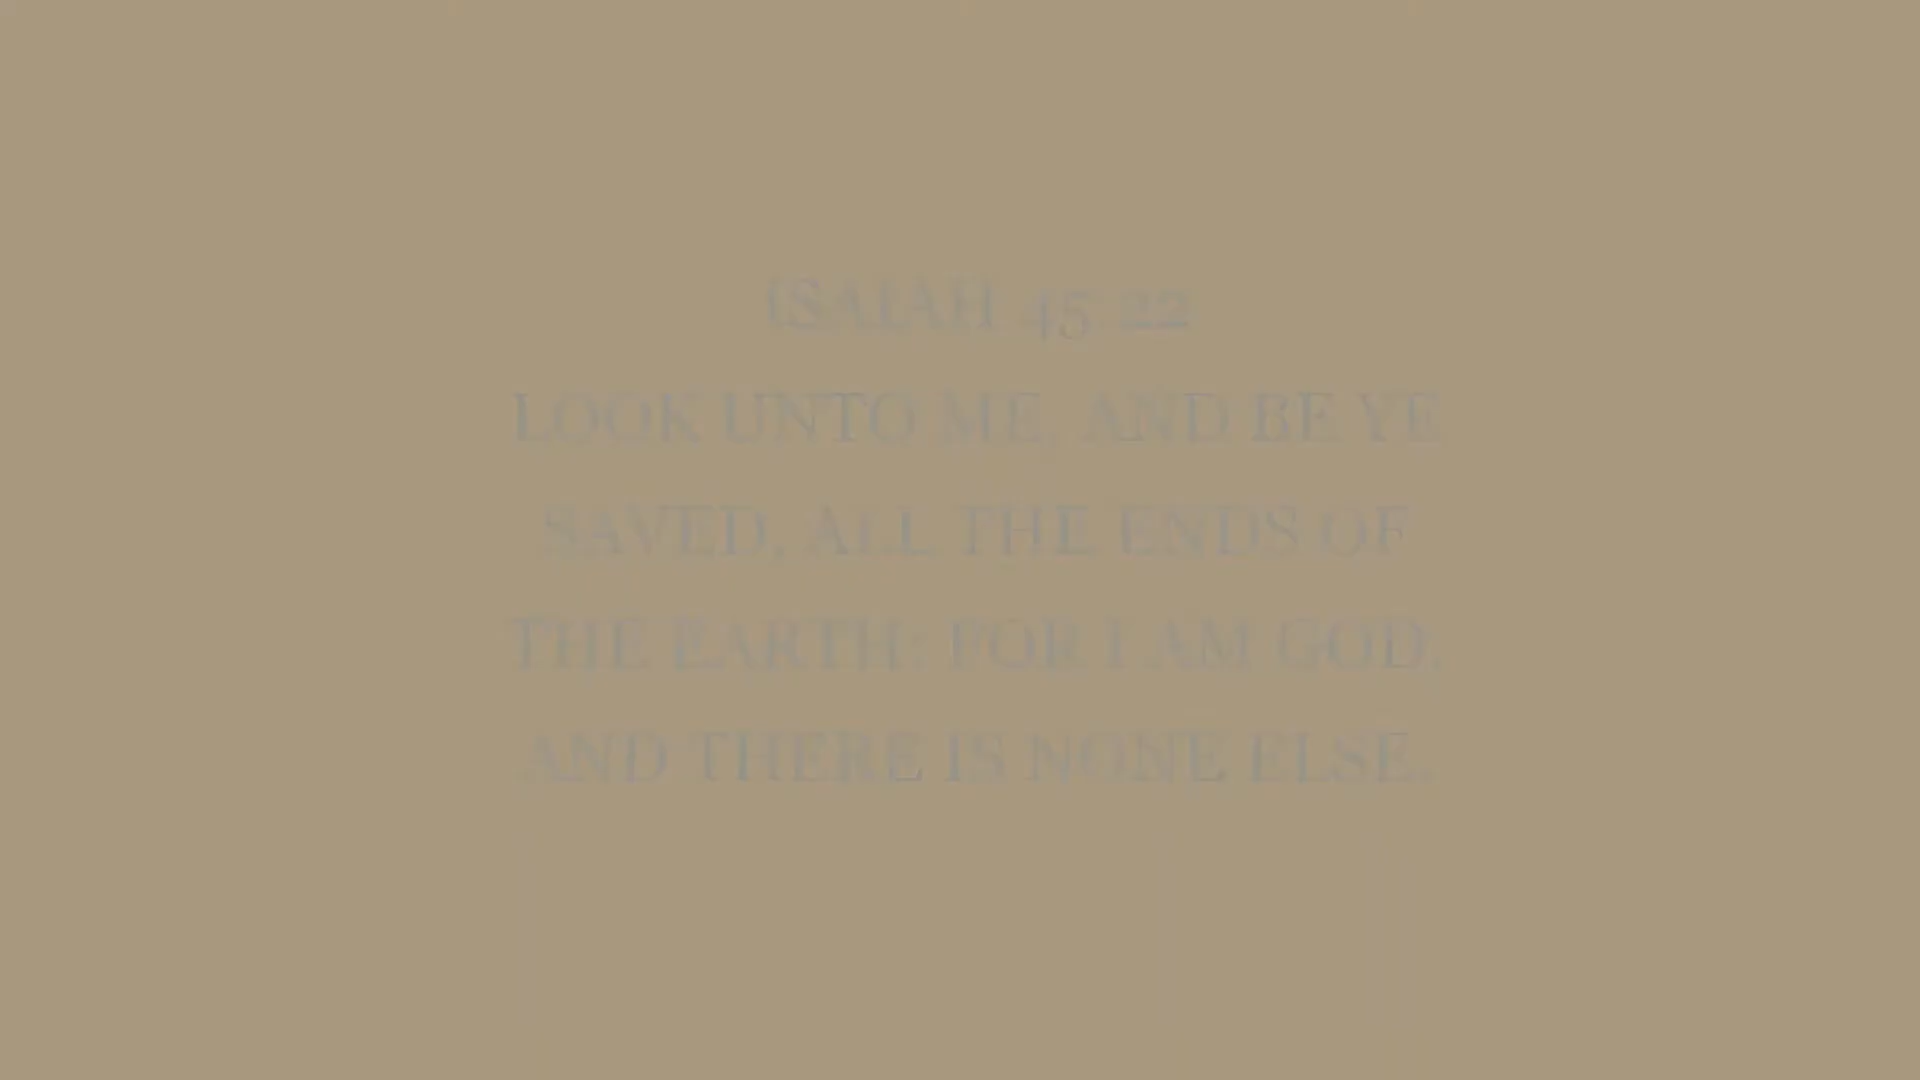 ISAIAH 45:22
LOOK UNTO ME, AND BE YE
SAVED, ALL THE ENDS OF
THE EARTH: FOR I AM GOD,
AND THERE IS NONE ELSE.